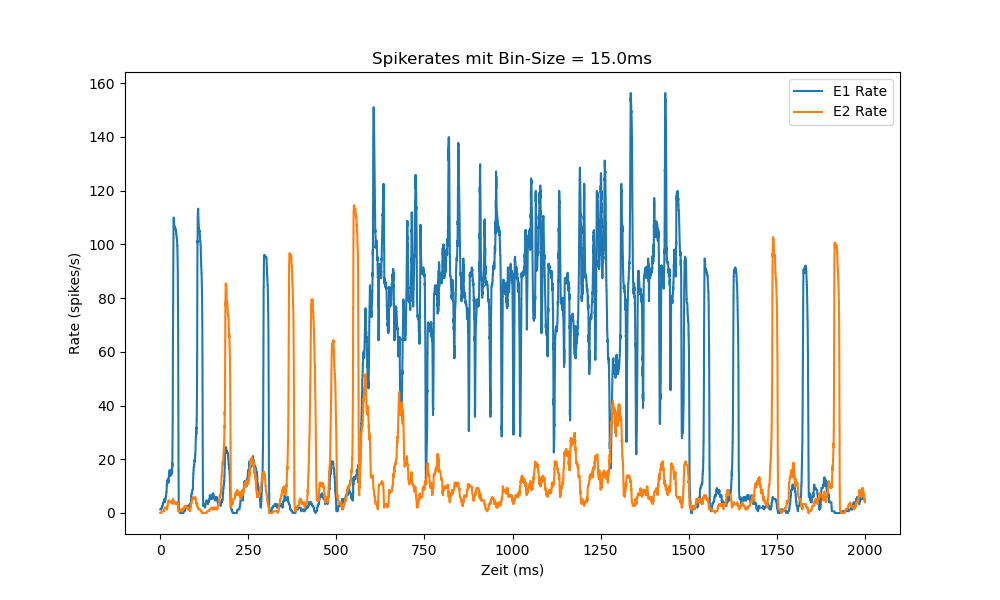 Spikerates mit Bin-Size = 15.0ms
E1 Rate
E2 Rate
Rate (spikes/s)
160
140
120
100
80
60
40
20
0
0 250 500 750 1000 1250 1500 1750 2000
Zeit (ms)